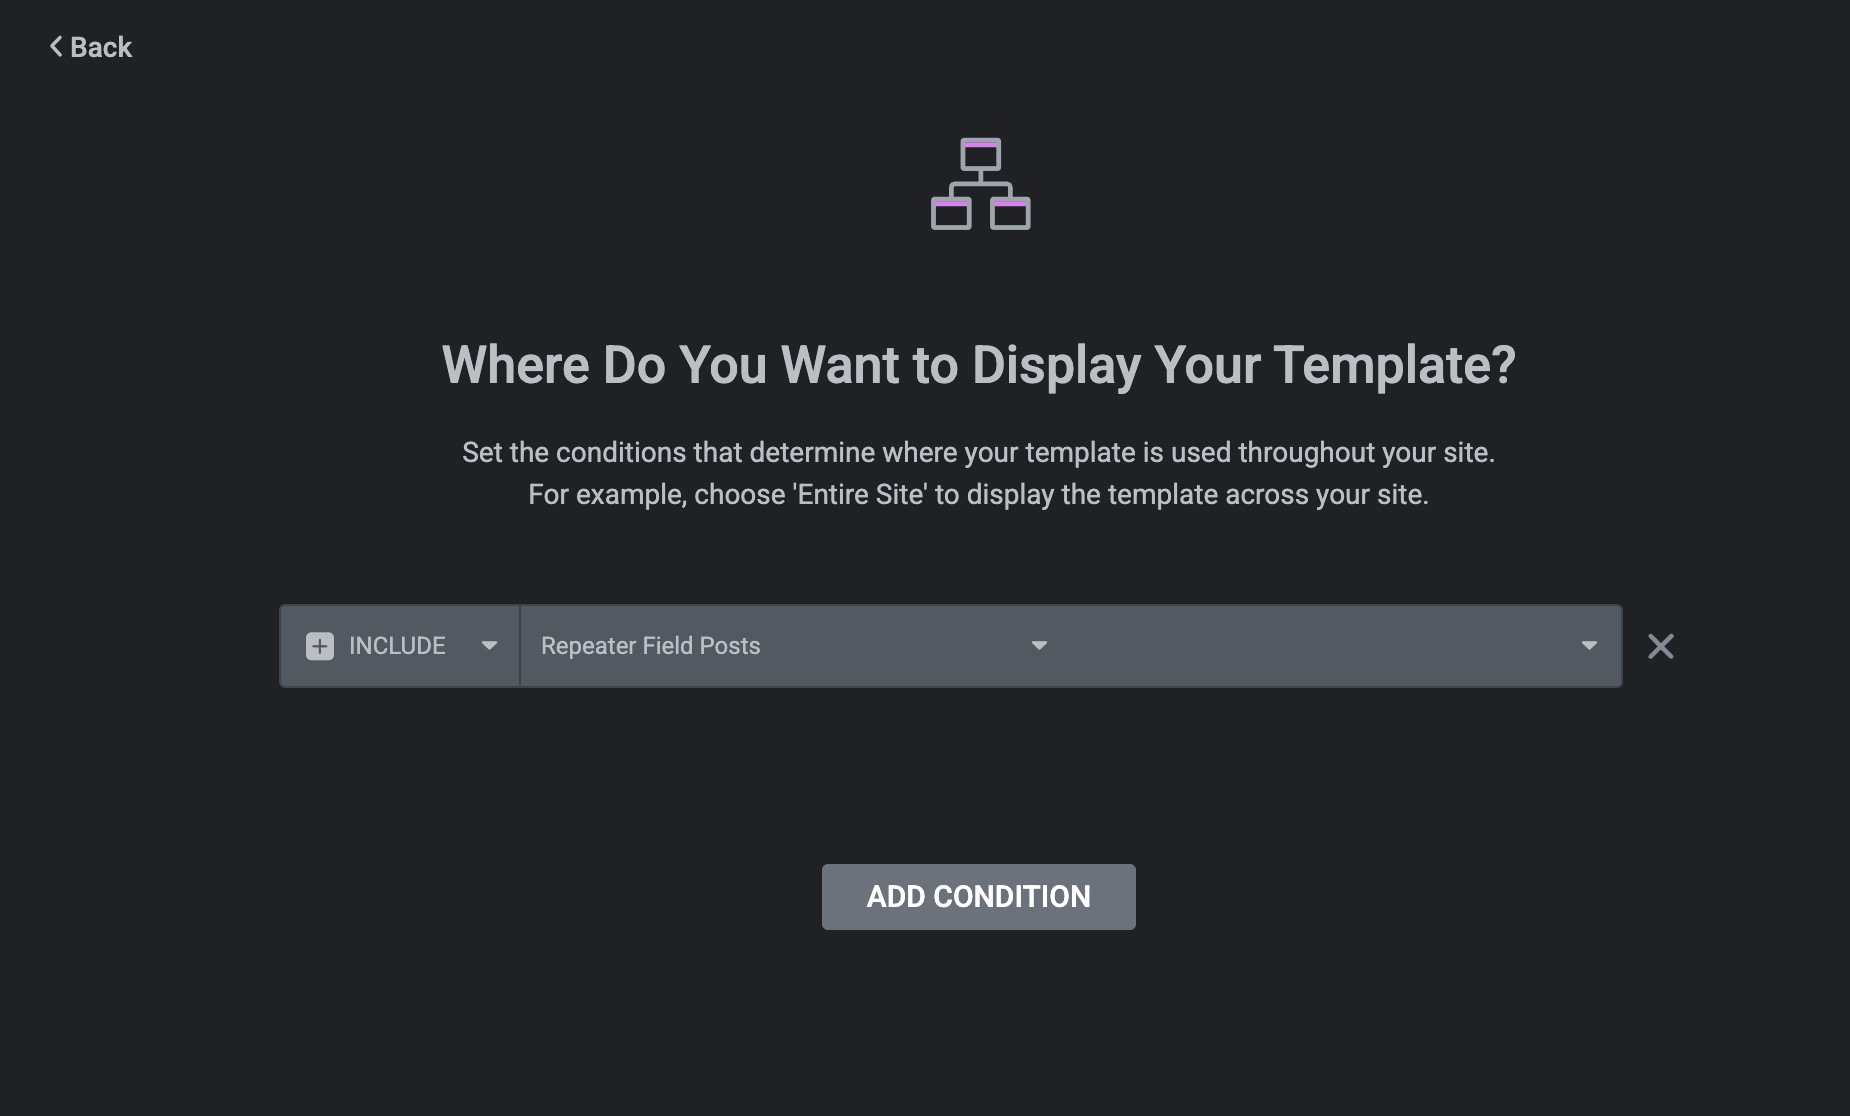 Back
Where Do You Want to Display Your Template?
Set the conditions that determine where your template is used throughout your site.
For example, choose 'Entire Site' to display the template across your site.
INCLUDE Repeater Field Posts
ADD CONDITION